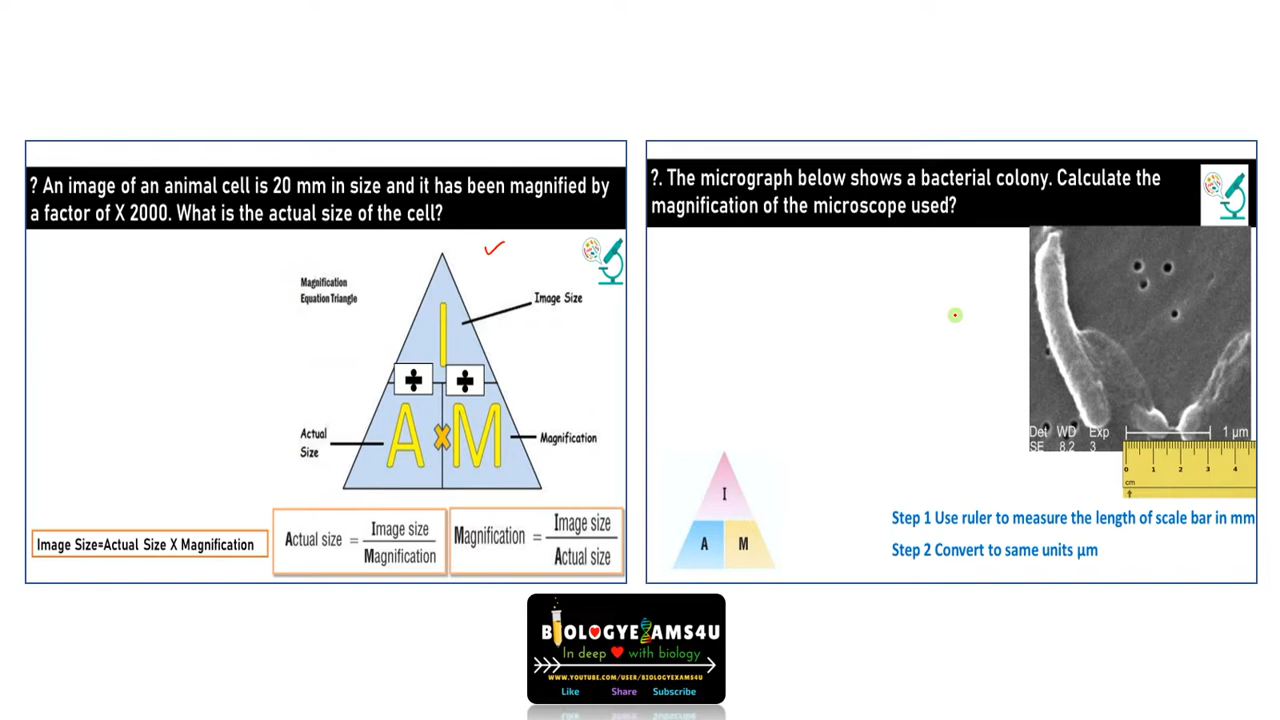 ? An image of an animal cell is 20 mm in size and it has been magnified by
a factor of X 2000. What is the actual size of the cell?
Magnification
Equation Triangle
Image Size
I
÷ ÷
A x M
Actual
Size
Magnification
Image Size=Actual Size X Magnification
Actual size = Image size
Magnification
Magnification = Image size
Actual size
?. The micrograph below shows a bacterial colony. Calculate the
magnification of the microscope used?
Det WD Exp
SE 8.2 3
1 µm
0 1 2 3 4
cm
I
A M
Step 1 Use ruler to measure the length of scale bar in mm
Step 2 Convert to same units µm
BIOLOGYEXAMS4U
In deep ❤ with biology
WWW.YOUTUBE.COM/USER/BIOLOGYEXAMS4U
Like Share Subscribe